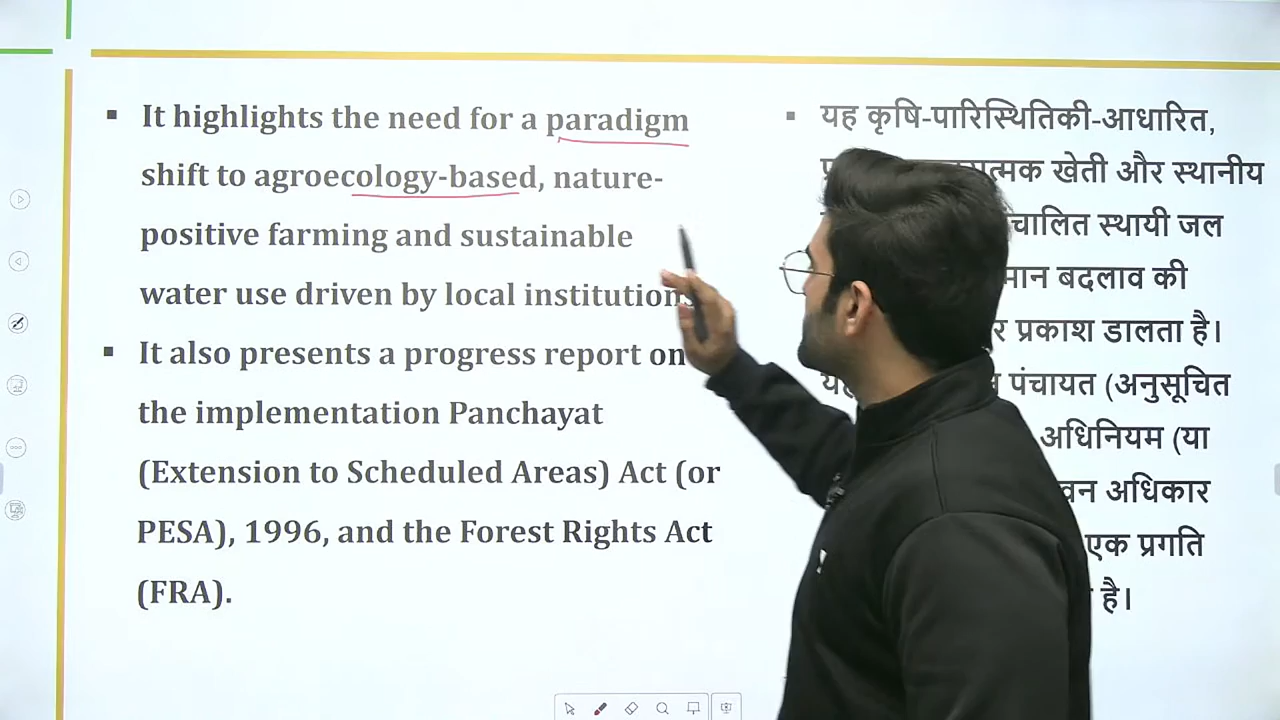 It highlights the need for a paradigm
shift to agroecology-based, nature-
positive farming and sustainable
water use driven by local institutions
It also presents a progress report on
the implementation Panchayat
(Extension to Scheduled Areas) Act (or
PESA), 1996, and the Forest Rights Act
(FRA).
यह कृषि-पारिस्थितिकी-आधारित,
खेती और स्थानीय
स्थायी जल
बदलाव की
प्रकाश डालता है।
पंचायत (अनुसूचित
अधिनियम (या
वन अधिकार
एक प्रगति
है।